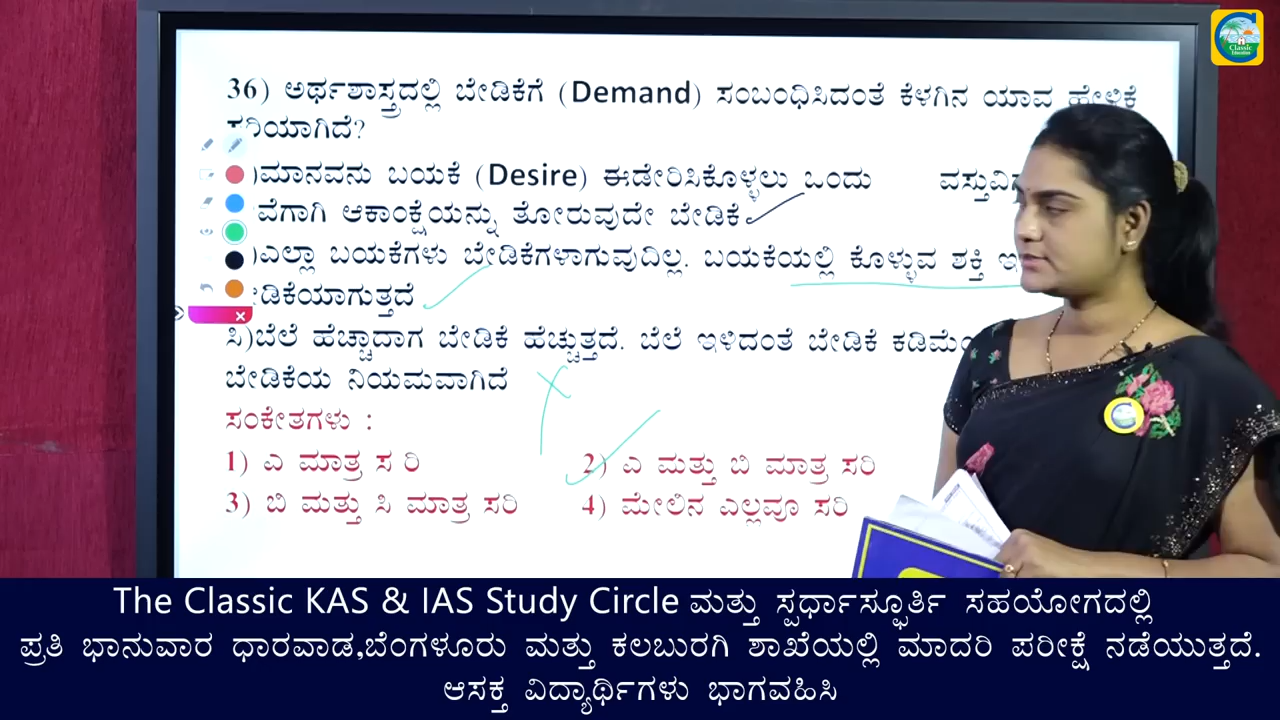 36) ಅರ್ಥಶಾಸ್ತ್ರದಲ್ಲಿ ಬೇಡಿಕೆಗೆ (Demand) ಸಂಬಂಧಿಸಿದಂತೆ ಕೆಳಗಿನ ಯಾವ ಹೇಳಿಕೆ
ಸರಿಯಾಗಿದೆ?
)ಮಾನವನು ಬಯಕೆ (Desire) ಈಡೇರಿಸಿಕೊಳ್ಳಲು ಒಂದು
ಆಕಾಂಕ್ಷೆಯನ್ನು ತೋರುವುದೇ ಬೇಡಿಕೆ
)ಎಲ್ಲಾ ಬಯಕೆಗಳು ಬೇಡಿಕೆಗಳಾಗುವುದಿಲ್ಲ. ಬಯಕೆಯಲ್ಲಿ ಕೊಳ್ಳುವ ಶಕ್ತಿ
ಡಿಕೆಯಾಗುತ್ತದೆ
ಸಿ)ಬೆಲೆ ಹೆಚ್ಚಾದಾಗ ಬೇಡಿಕೆ ಹೆಚ್ಚುತ್ತದೆ. ಬೆಲೆ ಇಳಿದಂತೆ ಬೇಡಿಕೆ
ಬೇಡಿಕೆಯ ನಿಯಮವಾಗಿದೆ
ಸಂಕೇತಗಳು :
1) ಎ ಮಾತ್ರ ಸ ರಿ 2) ಎ ಮತ್ತು ಬಿ ಮಾತ್ರ ಸರಿ
3) ಬಿ ಮತ್ತು ಸಿ ಮಾತ್ರ ಸರಿ 4) ಮೇಲಿನ ಎಲ್ಲವೂ ಸರಿ
Classic
Education
The Classic KAS & IAS Study Circle ಮತ್ತು ಸ್ಪರ್ಧಾಸ್ಫೂರ್ತಿ ಸಹಯೋಗದಲ್ಲಿ
ಪ್ರತಿ ಭಾನುವಾರ ಧಾರವಾಡ,ಬೆಂಗಳೂರು ಮತ್ತು ಕಲಬುರಗಿ ಶಾಖೆಯಲ್ಲಿ ಮಾದರಿ ಪರೀಕ್ಷೆ ನಡೆಯುತ್ತದೆ.
ಆಸಕ್ತ ವಿದ್ಯಾರ್ಥಿಗಳು ಭಾಗವಹಿಸಿ